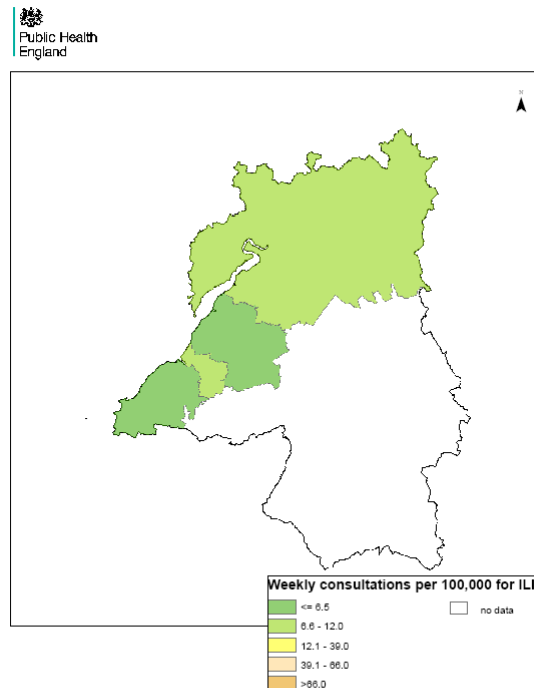 Public Health
England
N
Weekly consultations per 100,000 for ILI
<= 6.5
no data
6.6 - 12.0
12.1 - 39.0
39.1 - 66.0
>66.0